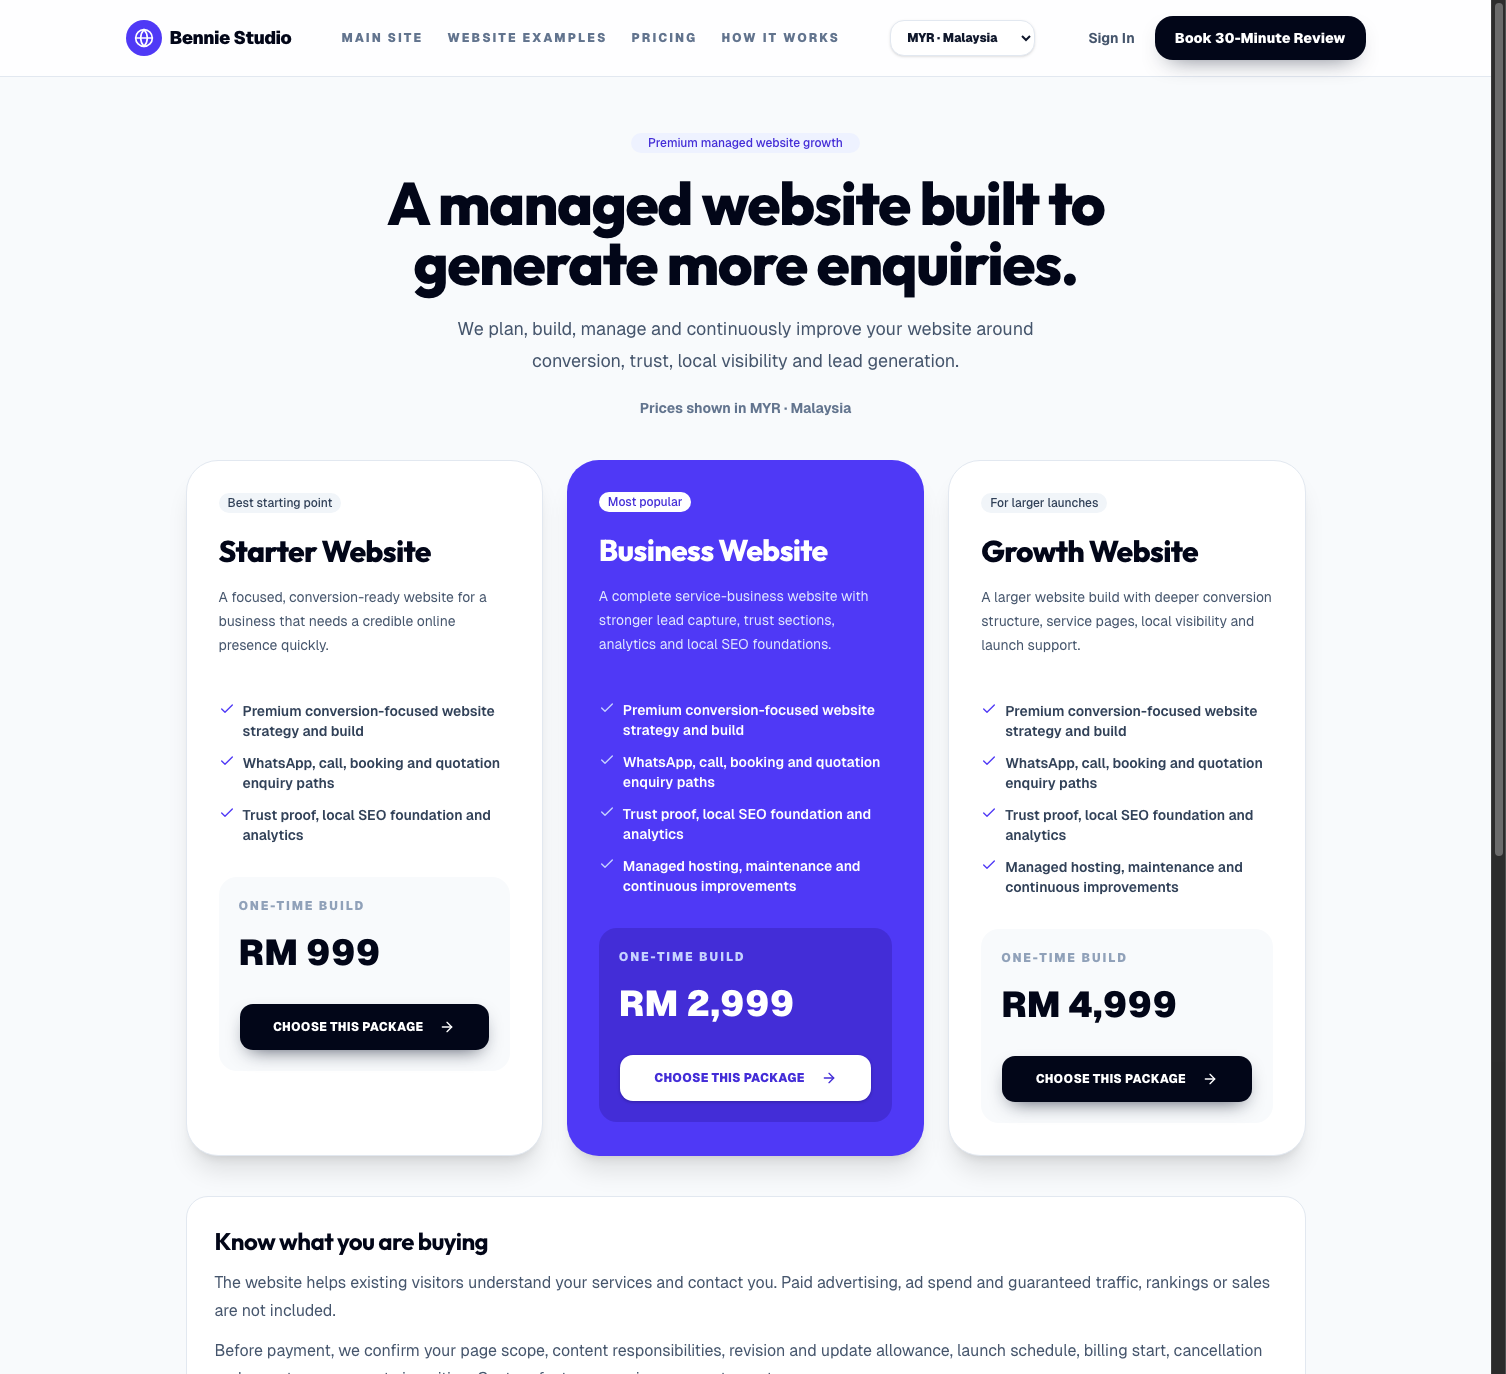 Bennie Studio
MAIN SITE
WEBSITE EXAMPLES
PRICING
HOW IT WORKS
MYR · Malaysia
Sign In
Book 30-Minute Review
Premium managed website growth
A managed website built to
generate more enquiries.
We plan, build, manage and continuously improve your website around
conversion, trust, local visibility and lead generation.
Prices shown in MYR · Malaysia
Best starting point
Starter Website
A focused, conversion-ready website for a
business that needs a credible online
presence quickly.
Premium conversion-focused website
strategy and build
WhatsApp, call, booking and quotation
enquiry paths
Trust proof, local SEO foundation and
analytics
ONE-TIME BUILD
RM 999
CHOOSE THIS PACKAGE
Most popular
Business Website
A complete service-business website with
stronger lead capture, trust sections,
analytics and local SEO foundations.
Premium conversion-focused website
strategy and build
WhatsApp, call, booking and quotation
enquiry paths
Trust proof, local SEO foundation and
analytics
Managed hosting, maintenance and
continuous improvements
ONE-TIME BUILD
RM 2,999
CHOOSE THIS PACKAGE
For larger launches
Growth Website
A larger website build with deeper conversion
structure, service pages, local visibility and
launch support.
Premium conversion-focused website
strategy and build
WhatsApp, call, booking and quotation
enquiry paths
Trust proof, local SEO foundation and
analytics
Managed hosting, maintenance and
continuous improvements
ONE-TIME BUILD
RM 4,999
CHOOSE THIS PACKAGE
Know what you are buying
The website helps existing visitors understand your services and contact you. Paid advertising, ad spend and guaranteed traffic, rankings or sales
are not included.
Before payment, we confirm your page scope, content responsibilities, revision and update allowance, launch schedule, billing start, cancellation